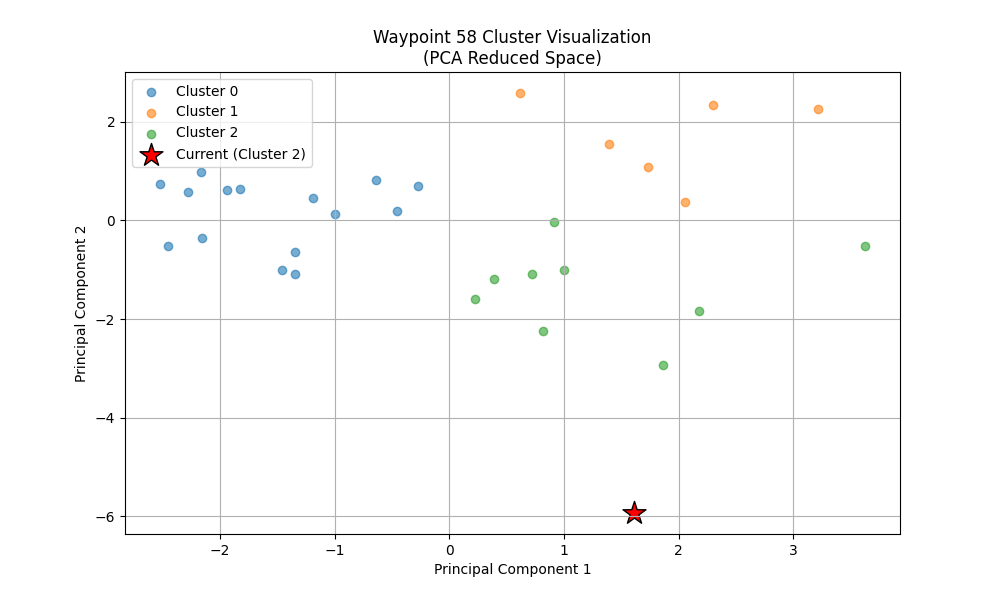 Waypoint 58 Cluster Visualization
(PCA Reduced Space)
Cluster 0
Cluster 1
Cluster 2
Current (Cluster 2)
Principal Component 2
2
0
−2
−4
−6
−2
−1
0
1
2
3
Principal Component 1